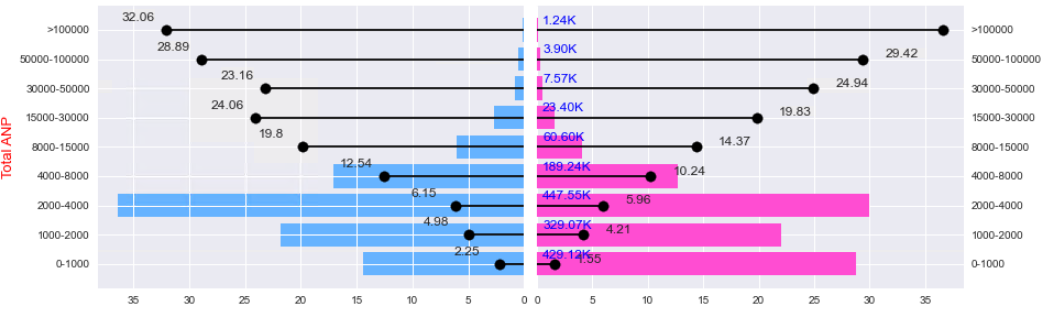 32.06 1.24K
>100000 >100000
28.89 3.90K 29.42
50000-100000 50000-100000
23.16 7.57K 24.94
30000-50000 30000-50000
24.06 23.40K 19.83
15000-30000 15000-30000
19.8 60.60K 14.37
8000-15000 8000-15000
12.54 189.24K 10.24
4000-8000 4000-8000
6.15 447.55K 5.96
2000-4000 2000-4000
4.98 329.07K 4.21
1000-2000 1000-2000
2.25 429.12K 1.55
0-1000 0-1000
35 30 25 20 15 10 5 0 0 5 10 15 20 25 30 35
Total ANP